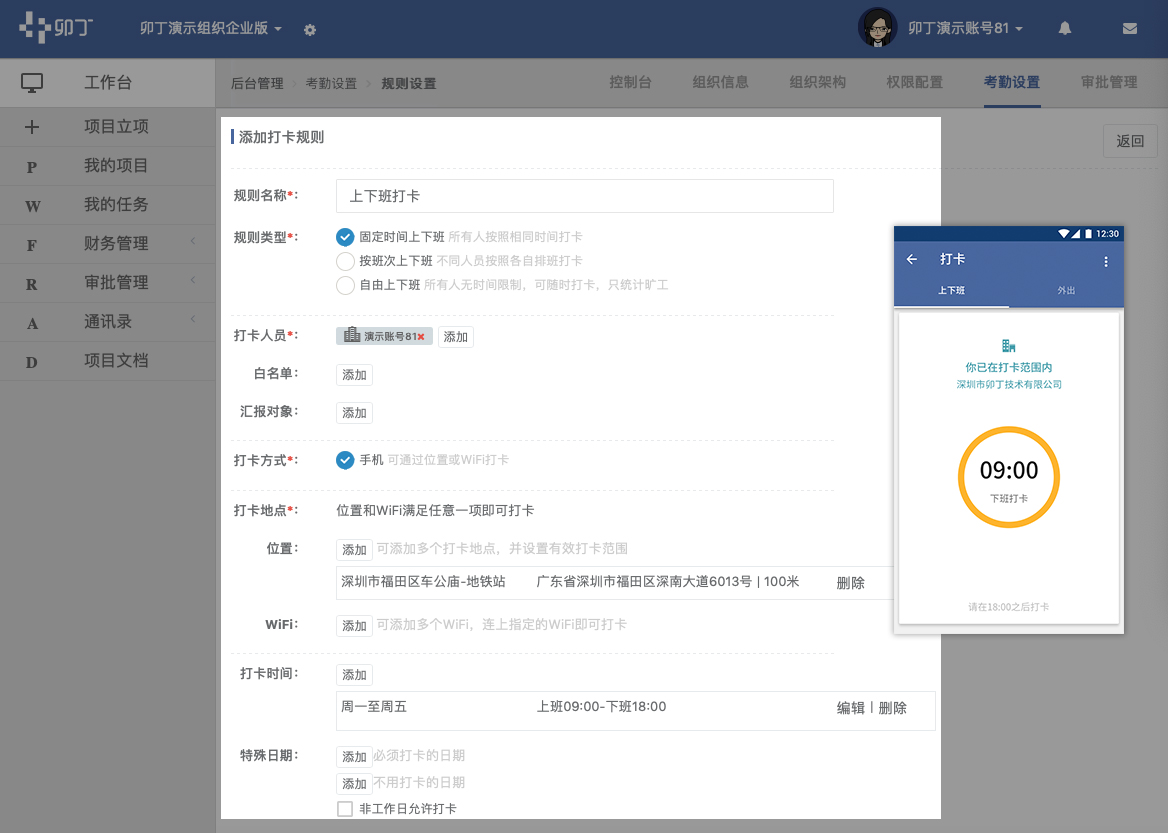 卯丁 卯丁演示组织企业版 卯丁演示账号81
工作台 后台管理 考勤设置 规则设置 控制台 组织信息 组织架构 权限配置 考勤设置 审批管理
项目立项
P 我的项目
W 我的任务
F 财务管理
R 审批管理
A 通讯录
D 项目文档
返回
添加打卡规则
规则名称*: 上下班打卡
规则类型*: 固定时间上下班 所有人按照相同时间打卡
按班次上下班 不同人员按照各自排班打卡
自由上下班 所有人无时间限制，可随时打卡，只统计旷工
打卡人员*: 演示账号81 添加
白名单: 添加
汇报对象: 添加
打卡方式*: 手机 可通过位置或WiFi打卡
打卡地点*: 位置和WiFi满足任意一项即可打卡
位置: 添加 可添加多个打卡地点，并设置有效打卡范围
深圳市福田区车公庙-地铁站 广东省深圳市福田区深南大道6013号 | 100米 删除
WiFi: 添加 可添加多个WiFi，连上指定的WiFi即可打卡
打卡时间: 添加
周一至周五 上班09:00-下班18:00 编辑 | 删除
特殊日期: 添加 必须打卡的日期
添加 不用打卡的日期
非工作日允许打卡
12:30
打卡
上下班 外出
你已在打卡范围内
深圳市卯丁技术有限公司
09:00
下班打卡
请在18:00之后打卡